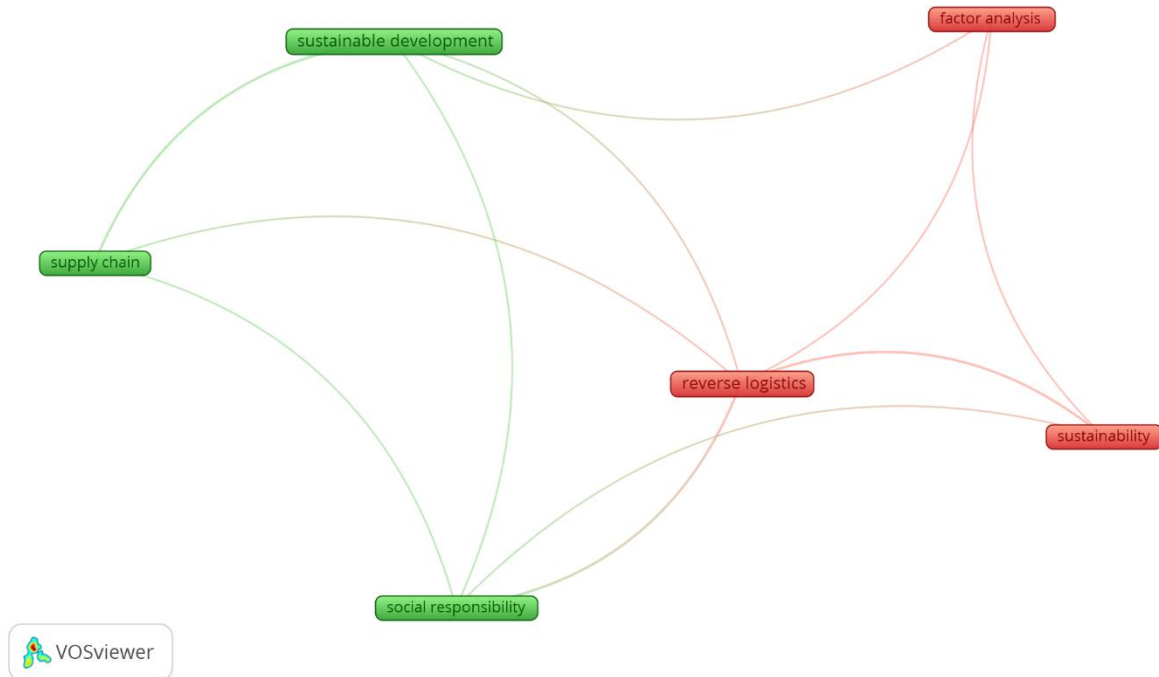 factor analysis
sustainable development
supply chain
reverse logistics
sustainability
social responsibility
VOSviewer